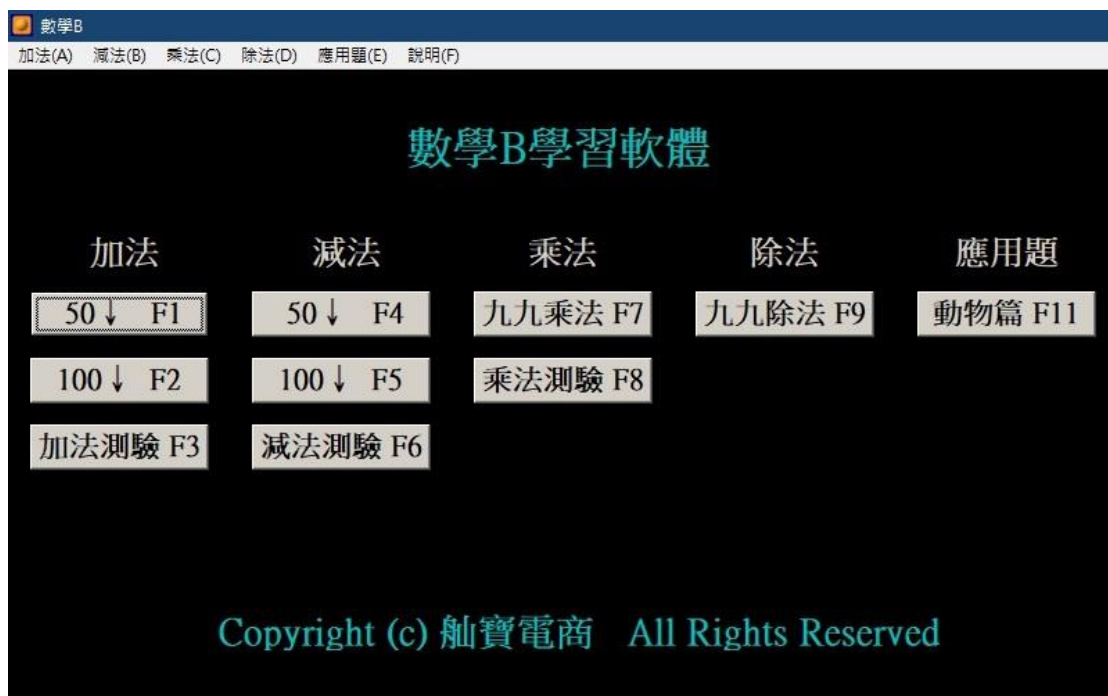 數學B
加法(A) 減法(B) 乘法(C) 除法(D) 應用題(E) 說明(F)
數學B學習軟體
加法 減法 乘法 除法 應用題
50↓ F1 50↓ F4 九九乘法 F7 九九除法 F9 動物篇 F11
100↓ F2 100↓ F5 乘法測驗 F8
加法測驗 F3 減法測驗 F6
Copyright (c) 舢寶電商 All Rights Reserved